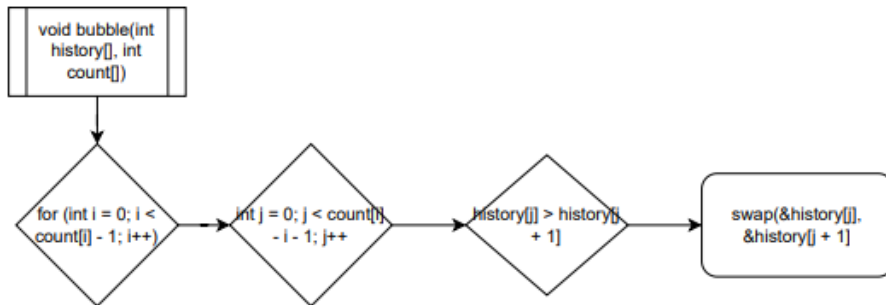 void bubble(int
history[], int
count[])
for (int i = 0; i <
count[i] - 1; i++)
int j = 0; j < count[i]
- i - 1; j++
history[j] > history[j
+ 1]
swap(&history[j],
&history[j + 1]